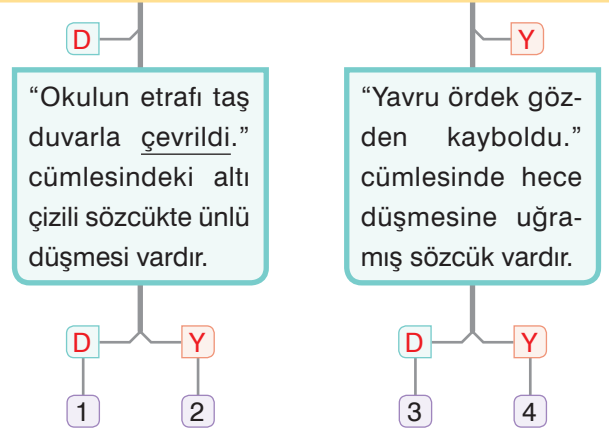 D
Y
“Okulun etrafı taş
duvarla çevrildi.”
cümlesindeki altı
çizili sözcükte ünlü
düşmesi vardır.
“Yavru ördek göz-
den kayboldu.”
cümlesinde hece
düşmesine uğra-
mış sözcük vardır.
D
Y
D
Y
1
2
3
4